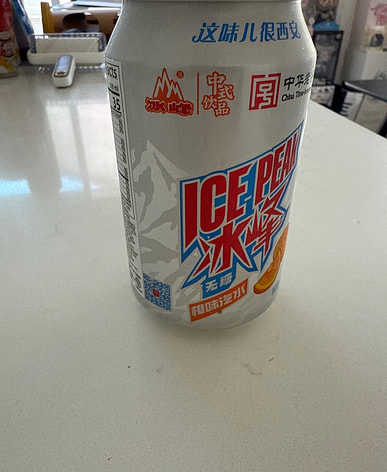 这味儿很西安
冰峰®
中式
饮品
中华老
China Time-
ICE PEAK
冰峰
无糖
橙味汽水